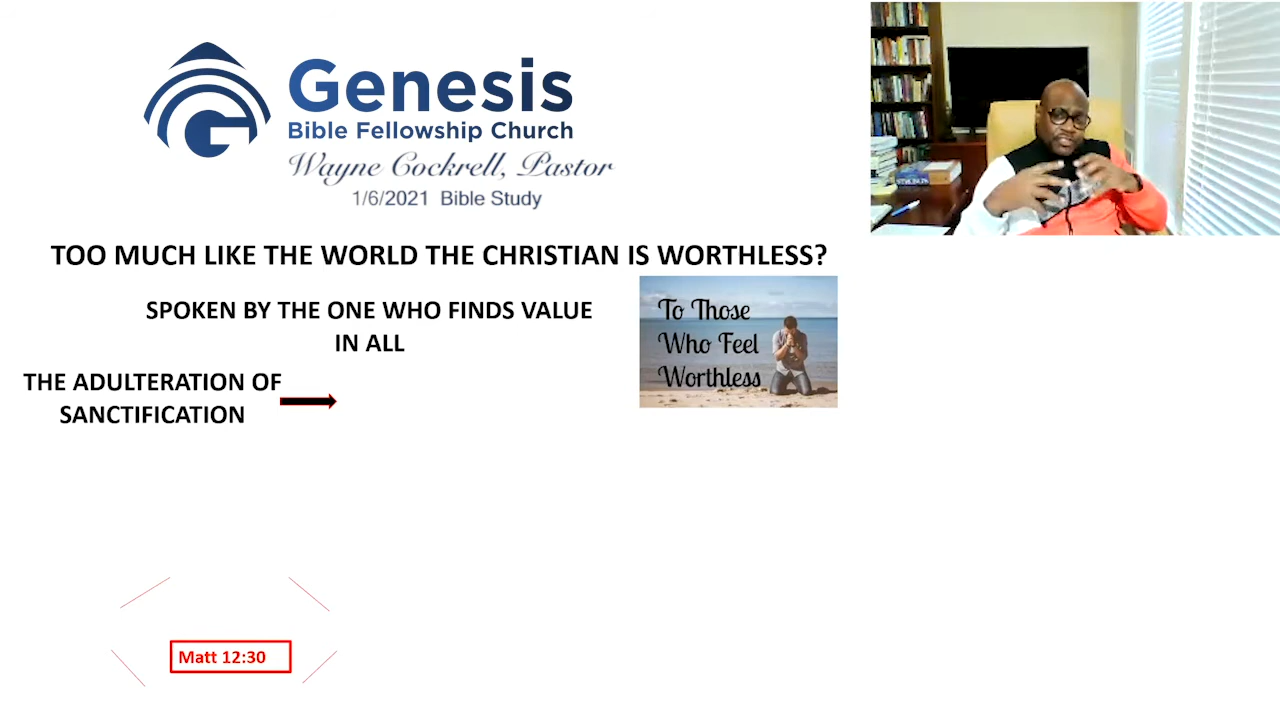 Genesis
Bible Fellowship Church
Wayne Cockrell, Pastor
1/6/2021 Bible Study
TOO MUCH LIKE THE WORLD THE CHRISTIAN IS WORTHLESS?
SPOKEN BY THE ONE WHO FINDS VALUE
IN ALL
To Those
Who Feel
Worthless
THE ADULTERATION OF
SANCTIFICATION
Matt 12:30